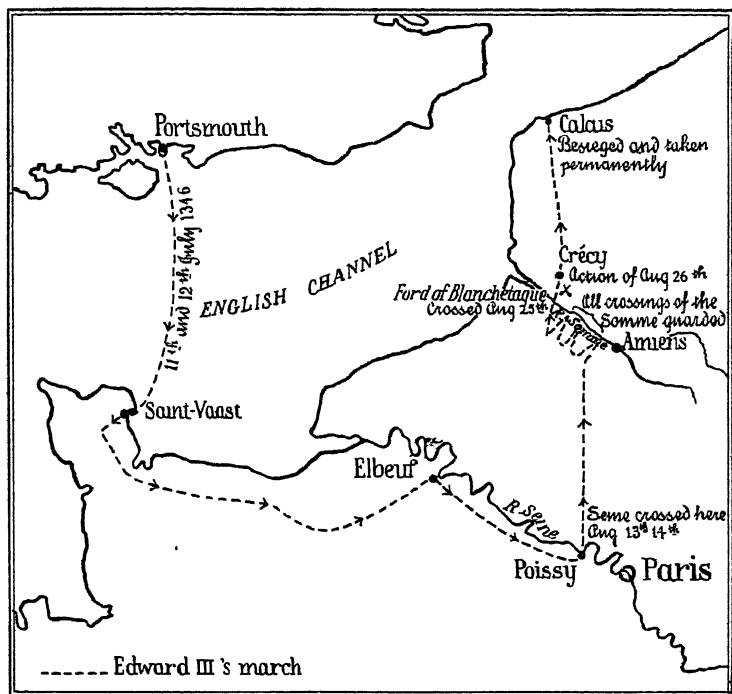 Portsmouth
11th and 12th July 1346
ENGLISH CHANNEL
Calais
Besieged and taken
permanently
Crécy
Action of Aug 26th
Ford of Blanchetaque
Crossed Aug 25th
All crossings of the
Somme guarded
R. Somme
Amiens
Saint-Vaast
Elbeuf
R. Seine
Seine crossed here
Aug 13th 14th
Poissy
Paris
Edward III's march